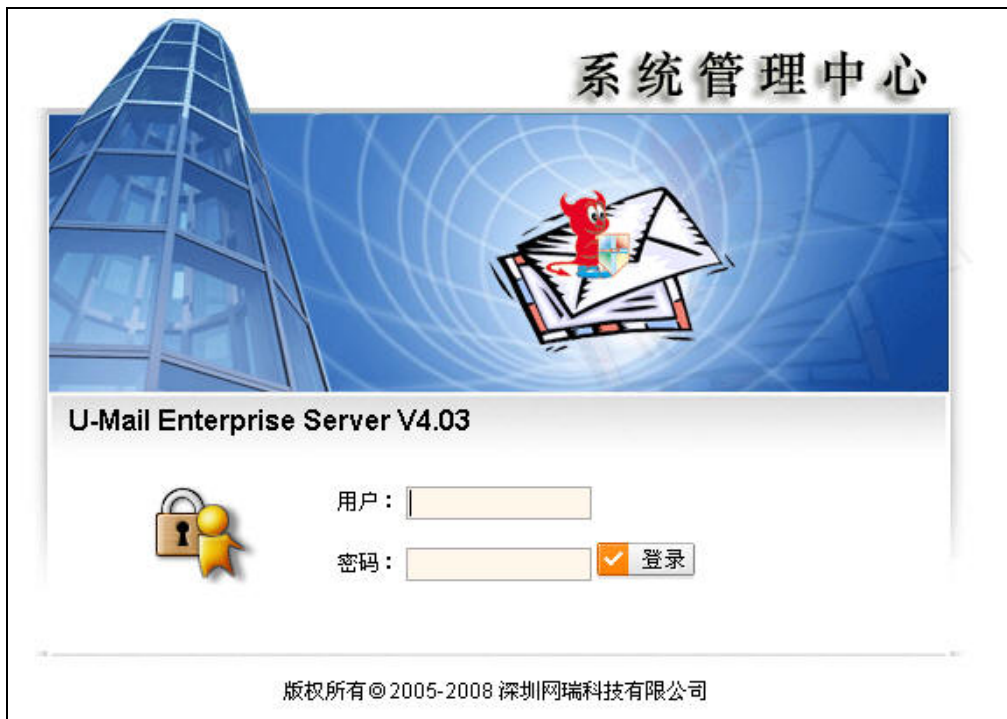 系统管理中心
U-Mail Enterprise Server V4.03
用户：
密码：
登录
版权所有©2005-2008 深圳网瑞科技有限公司